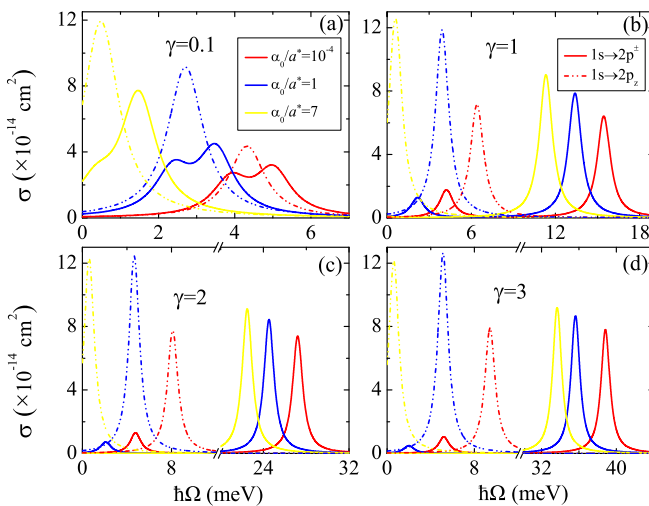 (a)
γ=0.1
α₀/a*=10⁻⁴
α₀/a*=1
α₀/a*=7
σ (×10⁻¹⁴ cm²)
12
8
4
0
0 2 4 6
(b)
γ=1
1s→2p±
1s→2p_z
12
8
4
0
0 6 12 18
(c)
γ=2
σ (×10⁻¹⁴ cm²)
12
8
4
0
0 8 24 32
ħΩ (meV)
(d)
γ=3
12
8
4
0
0 4 8 32 40
ħΩ (meV)